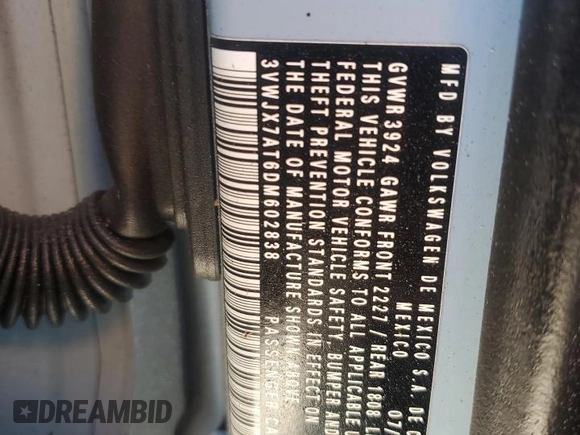 MFD BY VOLKSWAGEN DE MEXICO S.A. DE C
MEXICO 07/
GVWR 3924 GAWR FRONT 2227 / REAR 1808 L
THIS VEHICLE CONFORMS TO ALL APPLICABLE U
FEDERAL MOTOR VEHICLE SAFETY, BUMPER AND
THEFT PREVENTION STANDARDS IN EFFECT ON
THE DATE OF MANUFACTURE SHOWN ABOVE.
3VWJX7AT6DM602838 PASSENGER CA
DREAMBID